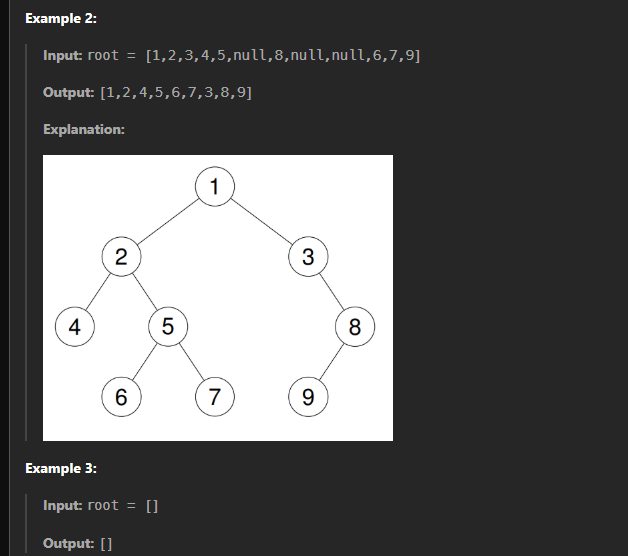 Example 2:
Input: root = [1,2,3,4,5,null,8,null,null,6,7,9]
Output: [1,2,4,5,6,7,3,8,9]
Explanation:
1
2 3
4 5 8
6 7 9
Example 3:
Input: root = []
Output: []